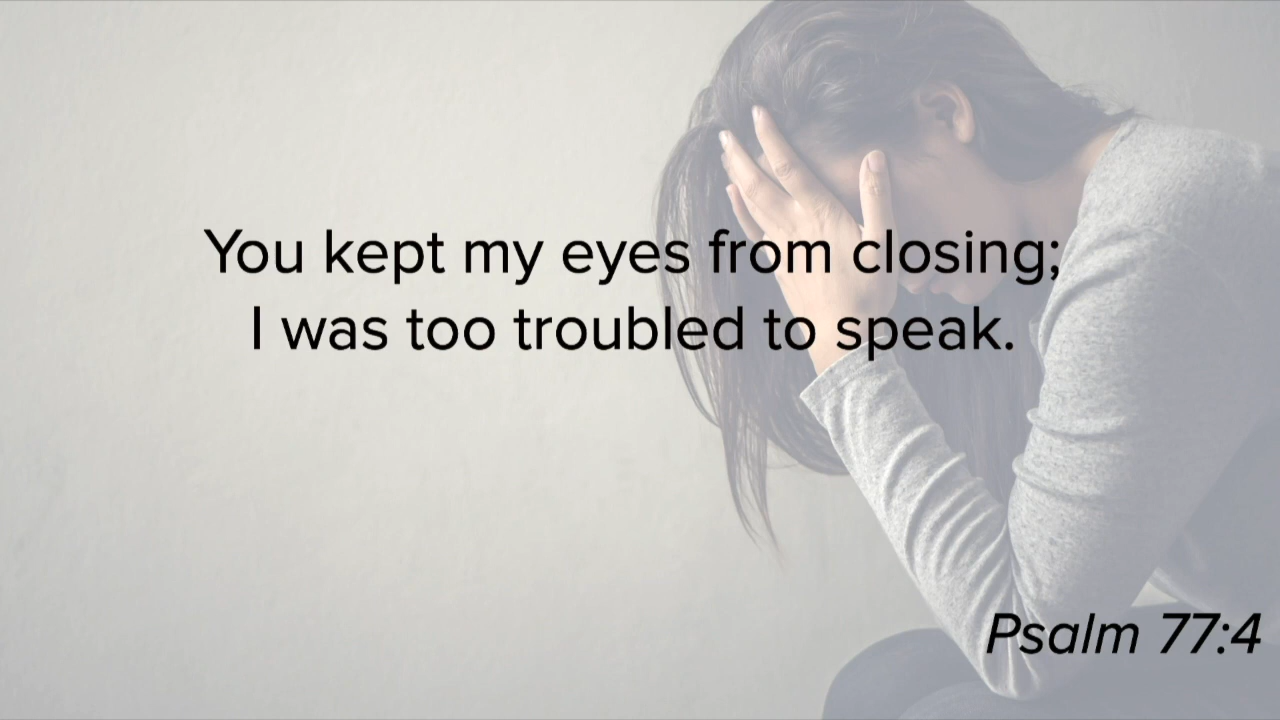 You kept my eyes from closing;
I was too troubled to speak.
Psalm 77:4